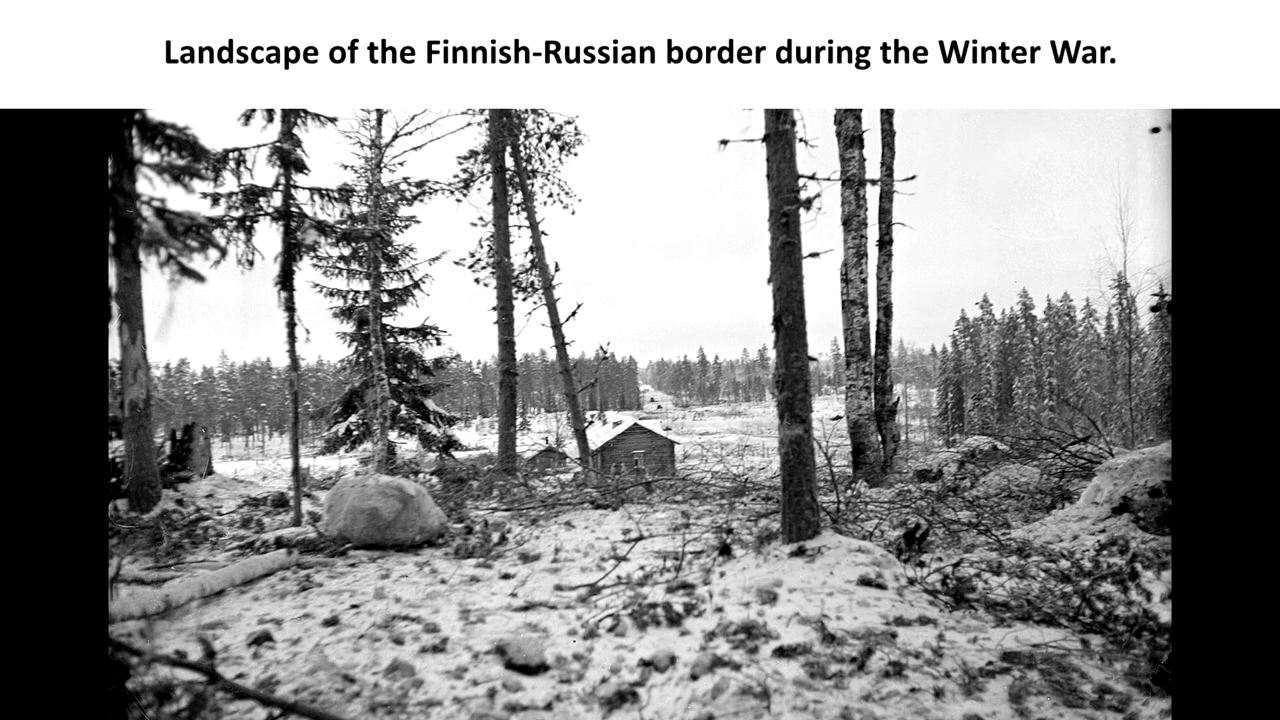 Landscape of the Finnish-Russian border during the Winter War.